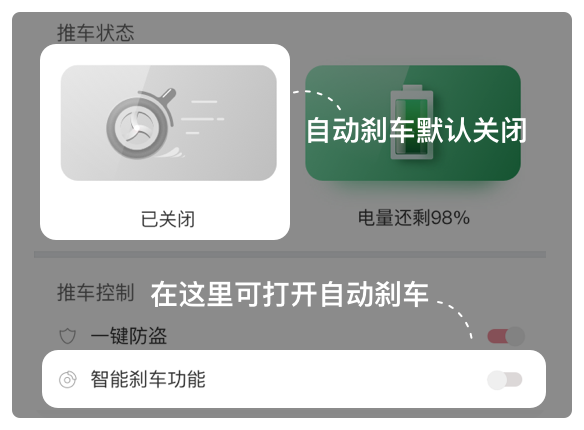 推车状态
自动刹车默认关闭
已关闭
电量还剩98%
推车控制
在这里可打开自动刹车
一键防盗
智能刹车功能